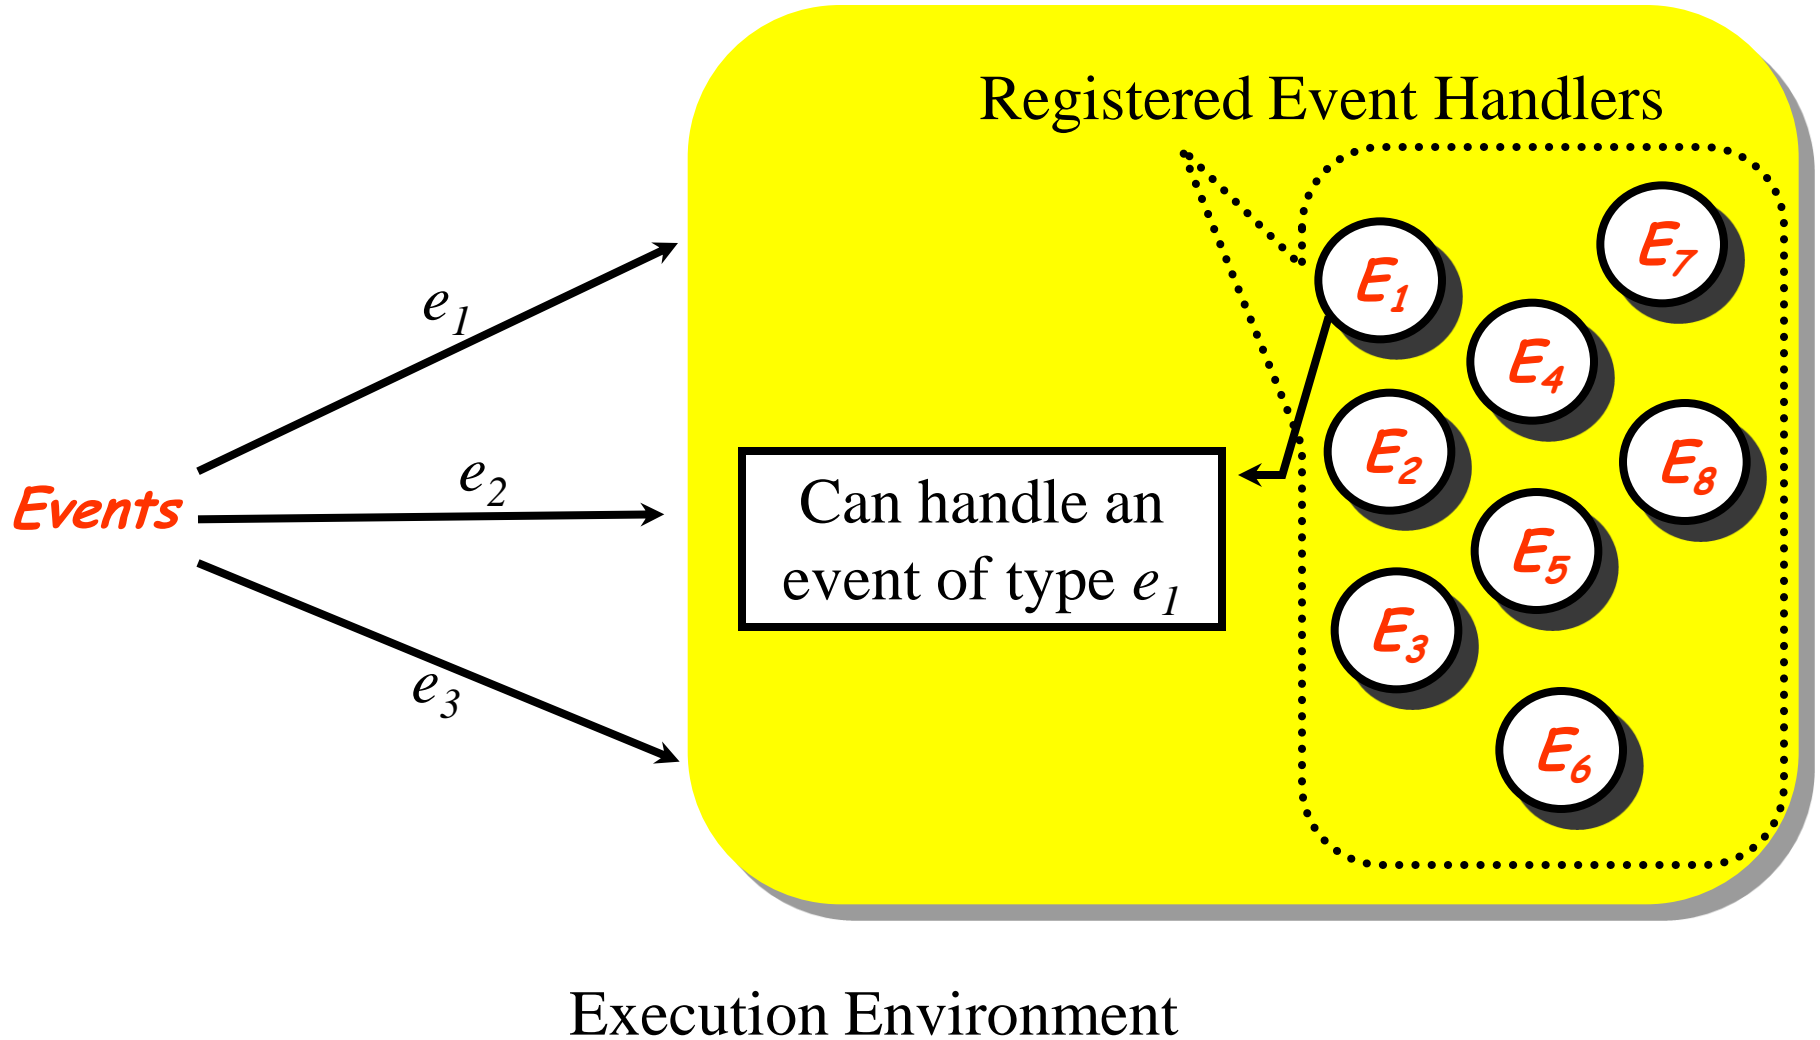 Registered Event Handlers
E7
E1
e1
E4
E2
E8
e2
Events
Can handle an
event of type e1
E5
E3
e3
E6
Execution Environment